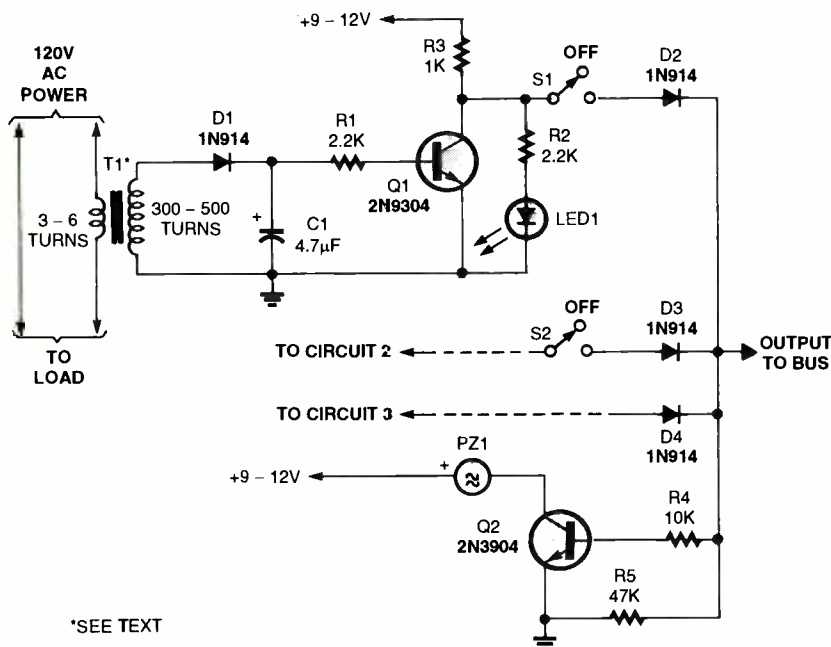 +9 – 12V
R3
1K
120V
AC
POWER
OFF
S1
D2
1N914
D1
1N914
R1
2.2K
T1*
R2
2.2K
3 – 6
TURNS
300 – 500
TURNS
+
C1
4.7µF
Q1
2N9304
LED1
TO
LOAD
OFF
S2
D3
1N914
TO CIRCUIT 2
OUTPUT
TO BUS
TO CIRCUIT 3
D4
1N914
PZ1
+9 – 12V
+
R4
10K
Q2
2N3904
R5
47K
*SEE TEXT